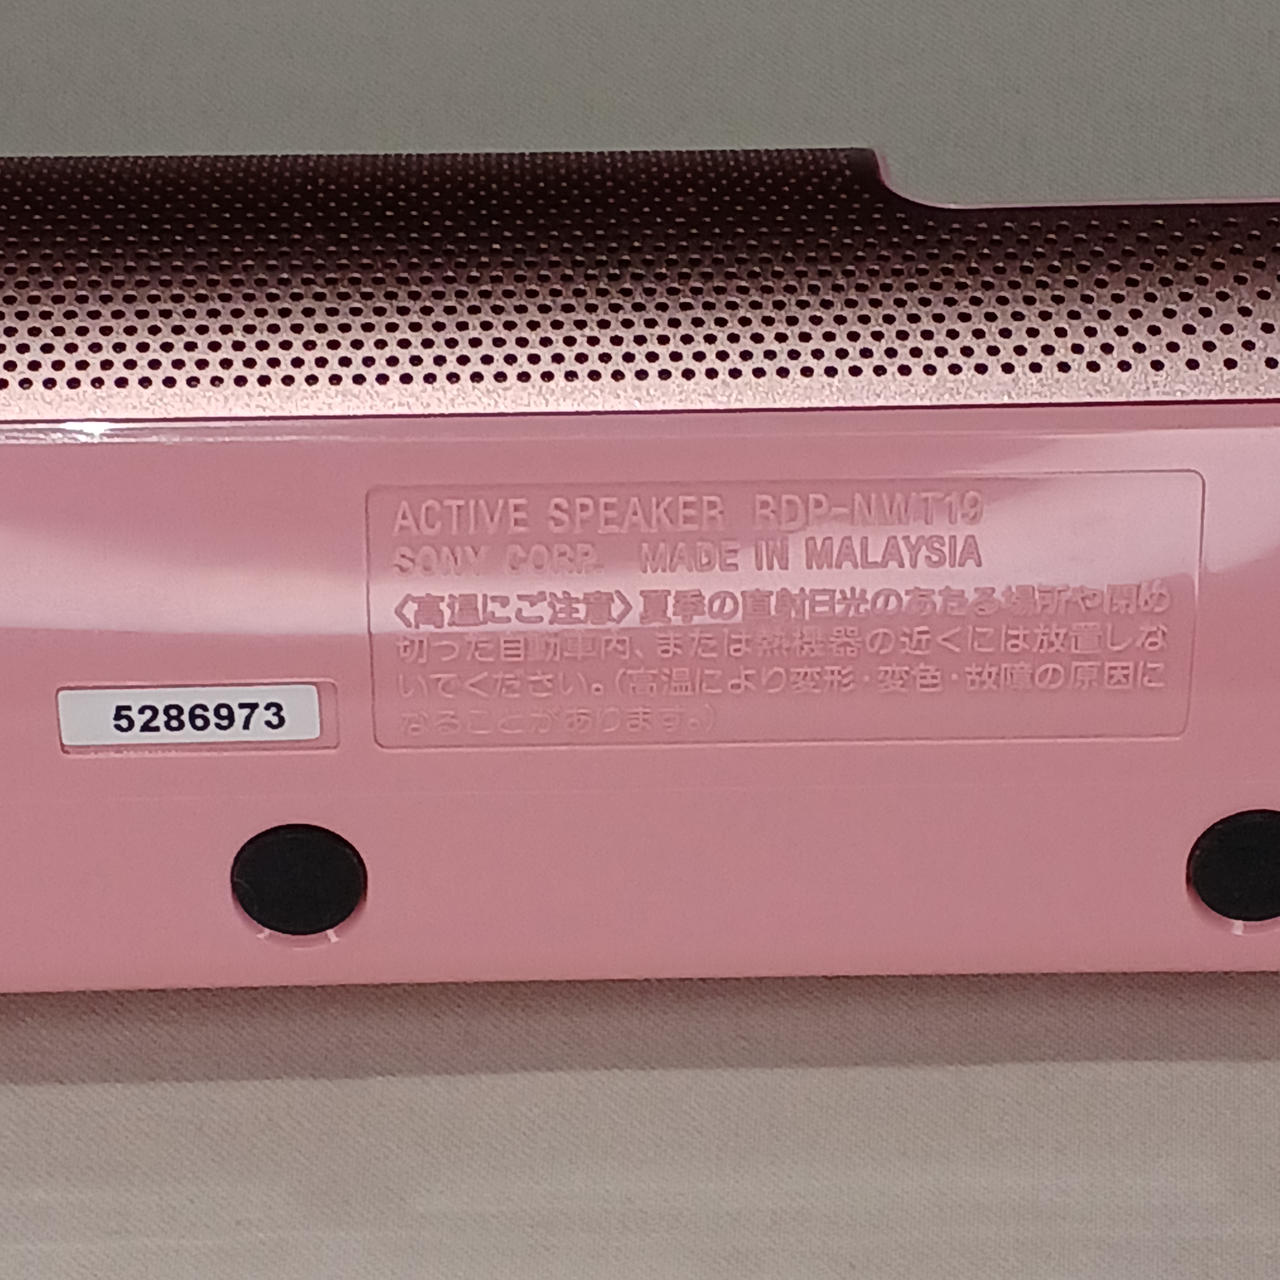 ACTIVE SPEAKER RDP-NWT19
SONY CORP. MADE IN MALAYSIA
〈高温にご注意〉夏季の直射日光のあたる場所や閉め
切った自動車内、または熱機器の近くには放置しな
いでください。(高温により変形・変色・故障の原因に
なることがあります。)
5286973